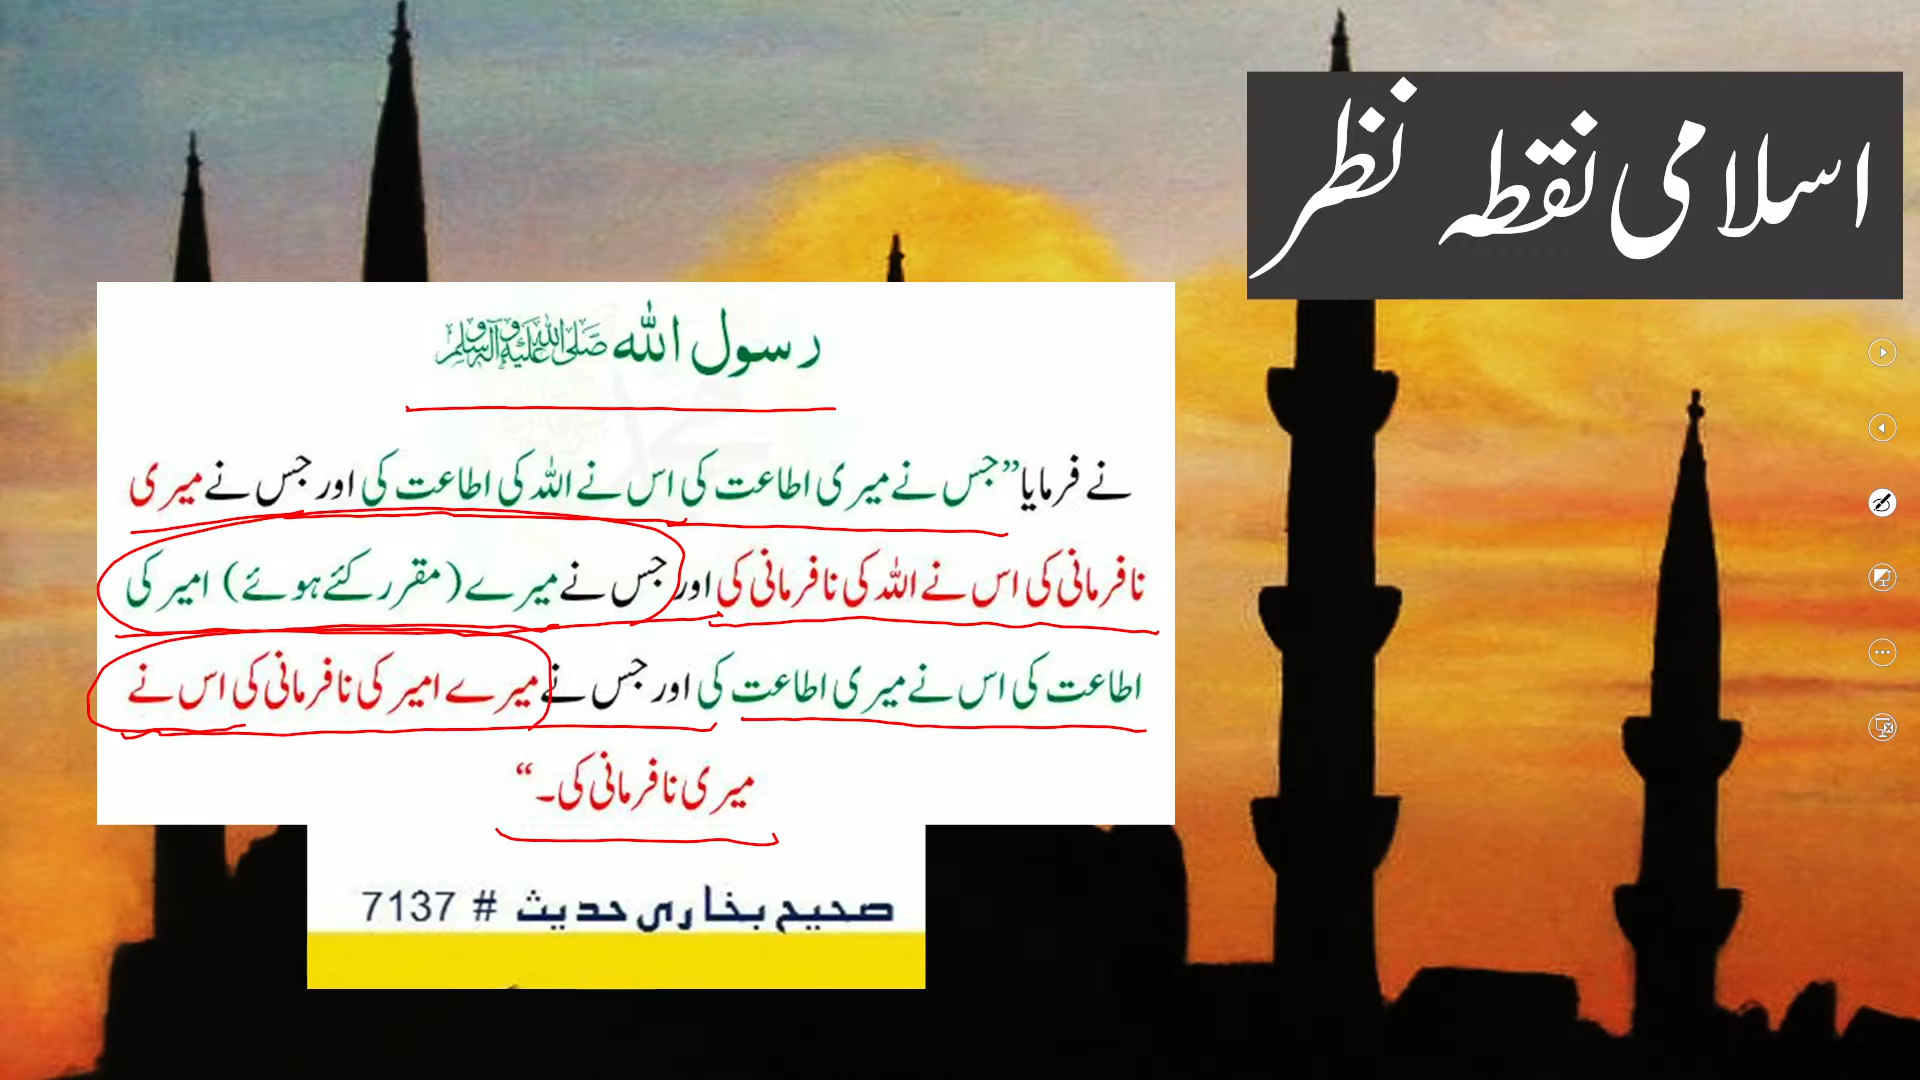 اسلامی نقطہ نظر
رسول اللہ صلی اللہ علیہ وآلہ وسلم
نے فرمایا ”جس نے میری اطاعت کی اس نے اللہ کی اطاعت کی اور جس نے میری
نافرمانی کی اس نے اللہ کی نافرمانی کی اور جس نے میرے (مقرر کئے ہوئے) امیر کی
اطاعت کی اس نے میری اطاعت کی اور جس نے میرے امیر کی نافرمانی کی اس نے
میری نافرمانی کی۔“
صحیح بخاری حدیث # 7137